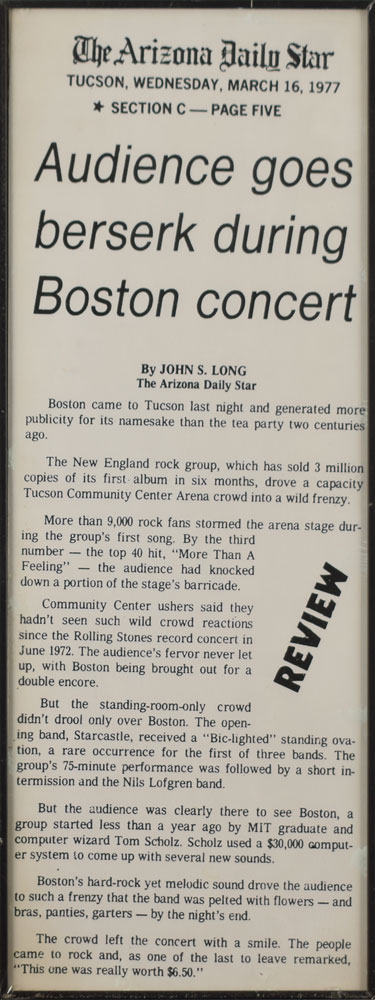 The Arizona Daily Star
TUCSON, WEDNESDAY, MARCH 16, 1977
★ SECTION C — PAGE FIVE
Audience goes
berserk during
Boston concert
By JOHN S. LONG
The Arizona Daily Star
Boston came to Tucson last night and generated more
publicity for its namesake than the tea party two centuries
ago.
The New England rock group, which has sold 3 million
copies of its first album in six months, drove a capacity
Tucson Community Center Arena crowd into a wild frenzy.
More than 9,000 rock fans stormed the arena stage dur-
ing the group's first song. By the third
number — the top 40 hit, "More Than A
Feeling" — the audience had knocked
down a portion of the stage's barricade.
Community Center ushers said they
hadn't seen such wild crowd reactions
since the Rolling Stones record concert in
June 1972. The audience's fervor never let
up, with Boston being brought out for a
double encore.
REVIEW
But the standing-room-only crowd
didn't drool only over Boston. The open-
ing band, Starcastle, received a "Bic-lighted" standing ova-
tion, a rare occurrence for the first of three bands. The
group's 75-minute performance was followed by a short in-
termission and the Nils Lofgren band.
But the audience was clearly there to see Boston, a
group started less than a year ago by MIT graduate and
computer wizard Tom Scholz. Scholz used a $30,000 comput-
er system to come up with several new sounds.
Boston's hard-rock yet melodic sound drove the audience
to such a frenzy that the band was pelted with flowers — and
bras, panties, garters — by the night's end.
The crowd left the concert with a smile. The people
came to rock and, as one of the last to leave remarked,
"This one was really worth $6.50."